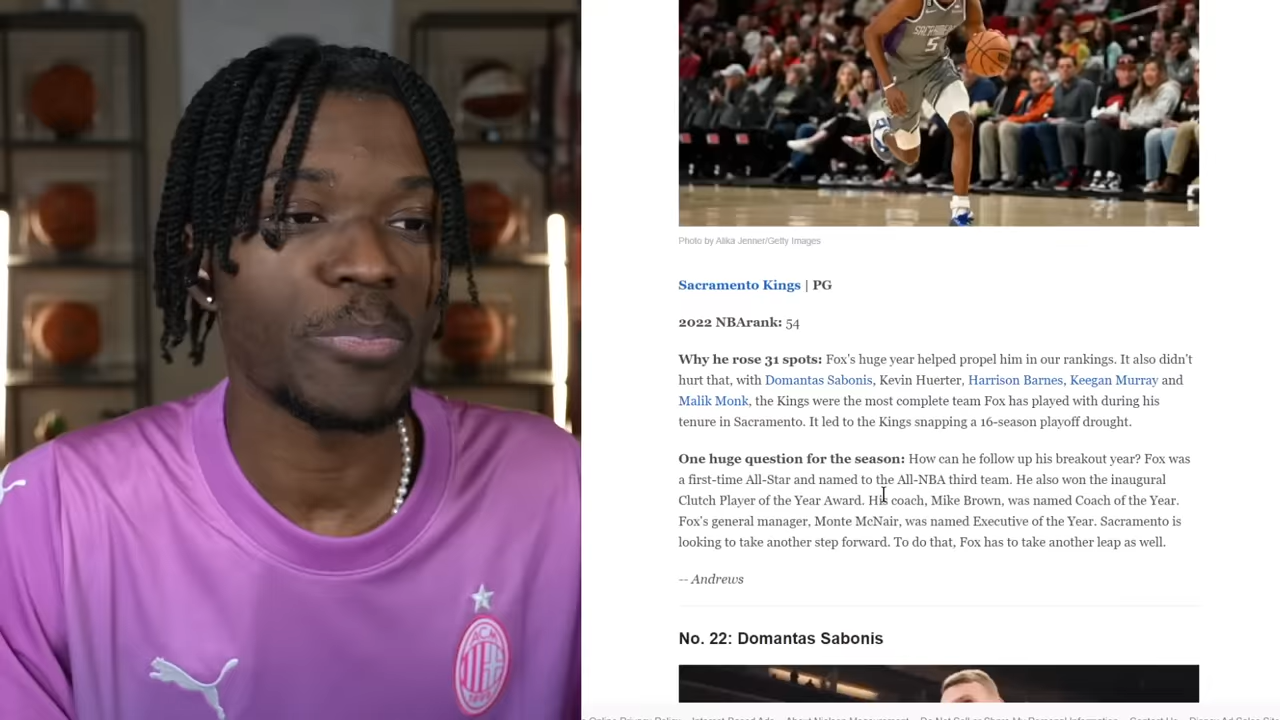 SACRAMENTO
5
Photo by Alika Jenner/Getty Images
Sacramento Kings | PG
2022 NBArank: 54
Why he rose 31 spots: Fox's huge year helped propel him in our rankings. It also didn't
hurt that, with Domantas Sabonis, Kevin Huerter, Harrison Barnes, Keegan Murray and
Malik Monk, the Kings were the most complete team Fox has played with during his
tenure in Sacramento. It led to the Kings snapping a 16-season playoff drought.
One huge question for the season: How can he follow up his breakout year? Fox was
a first-time All-Star and named to the All-NBA third team. He also won the inaugural
Clutch Player of the Year Award. His coach, Mike Brown, was named Coach of the Year.
Fox's general manager, Monte McNair, was named Executive of the Year. Sacramento is
looking to take another step forward. To do that, Fox has to take another leap as well.
-- Andrews
No. 22: Domantas Sabonis
ACM